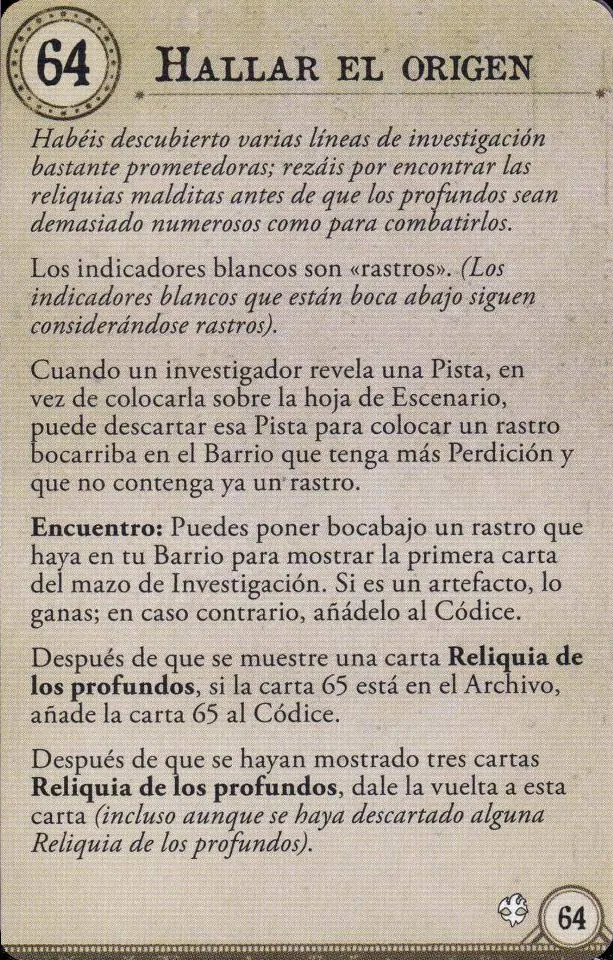 64
HALLAR EL ORIGEN
Habéis descubierto varias líneas de investigación
bastante prometedoras; rezáis por encontrar las
reliquias malditas antes de que los profundos sean
demasiado numerosos como para combatirlos.
Los indicadores blancos son «rastros». (Los
indicadores blancos que están boca abajo siguen
considerándose rastros).
Cuando un investigador revela una Pista, en
vez de colocarla sobre la hoja de Escenario,
puede descartar esa Pista para colocar un rastro
bocarriba en el Barrio que tenga más Perdición y
que no contenga ya un rastro.
Encuentro: Puedes poner bocabajo un rastro que
haya en tu Barrio para mostrar la primera carta
del mazo de Investigación. Si es un artefacto, lo
ganas; en caso contrario, añádelo al Códice.
Después de que se muestre una carta Reliquia de
los profundos, si la carta 65 está en el Archivo,
añade la carta 65 al Códice.
Después de que se hayan mostrado tres cartas
Reliquia de los profundos, dale la vuelta a esta
carta (incluso aunque se haya descartado alguna
Reliquia de los profundos).
64